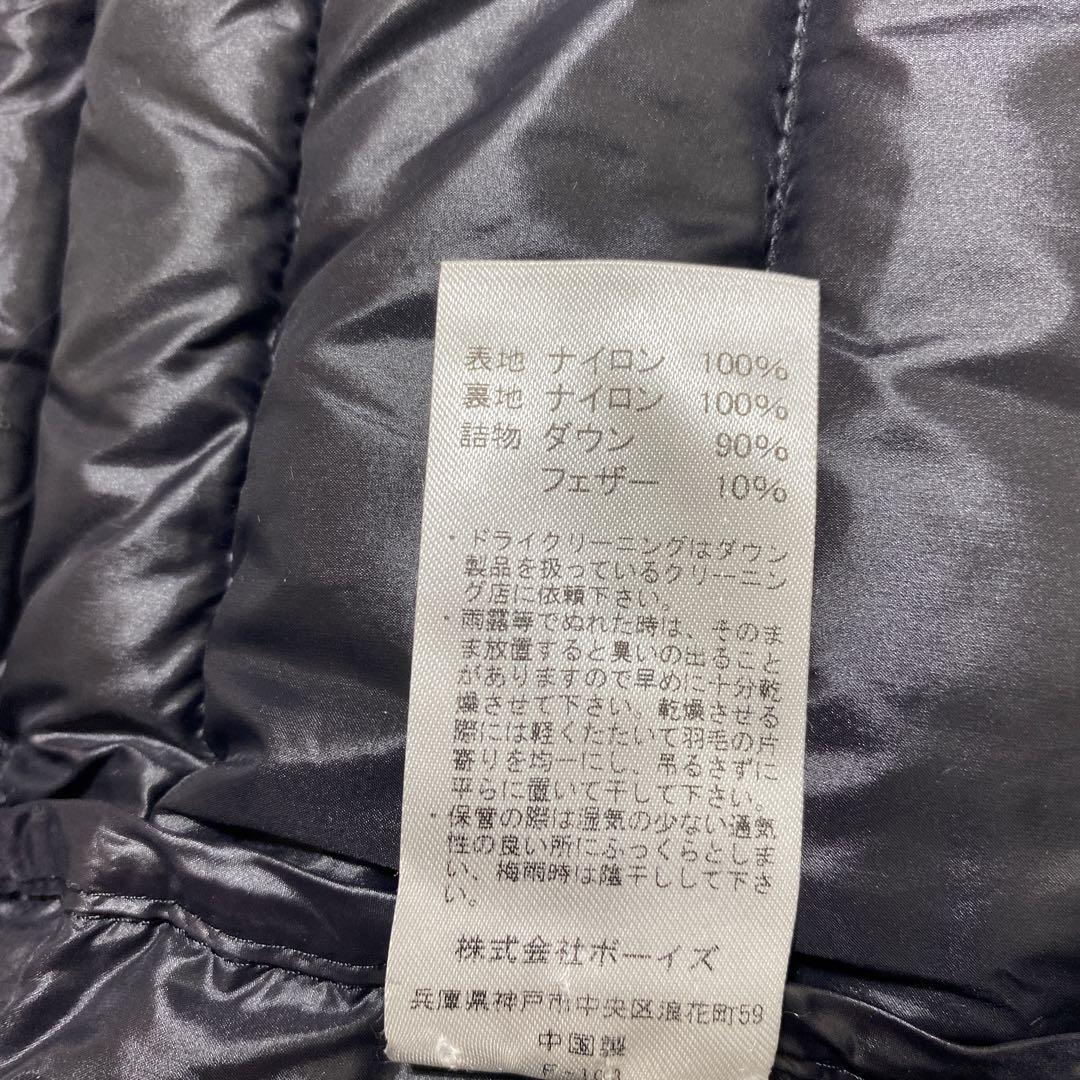 表地 ナイロン 100%
裏地 ナイロン 100%
詰物 ダウン 90%
フェザー 10%
・ドライクリーニングはダウン
製品を扱っているクリーニン
グ店に依頼下さい。
・雨露等でぬれた時は、そのま
ま放置すると臭いの出ること
がありますので早めに十分乾
燥させて下さい。乾燥させる
際には軽くたたいて羽毛の片
寄りを均一にし、吊るさずに
平らに置いて干して下さい。
・保管の際は湿気の少ない通気
性の良い所にふっくらとしま
い、梅雨時は陰干しして下さ
い。
株式会社ボーイズ
兵庫県神戸市中央区浪花町59
中国製